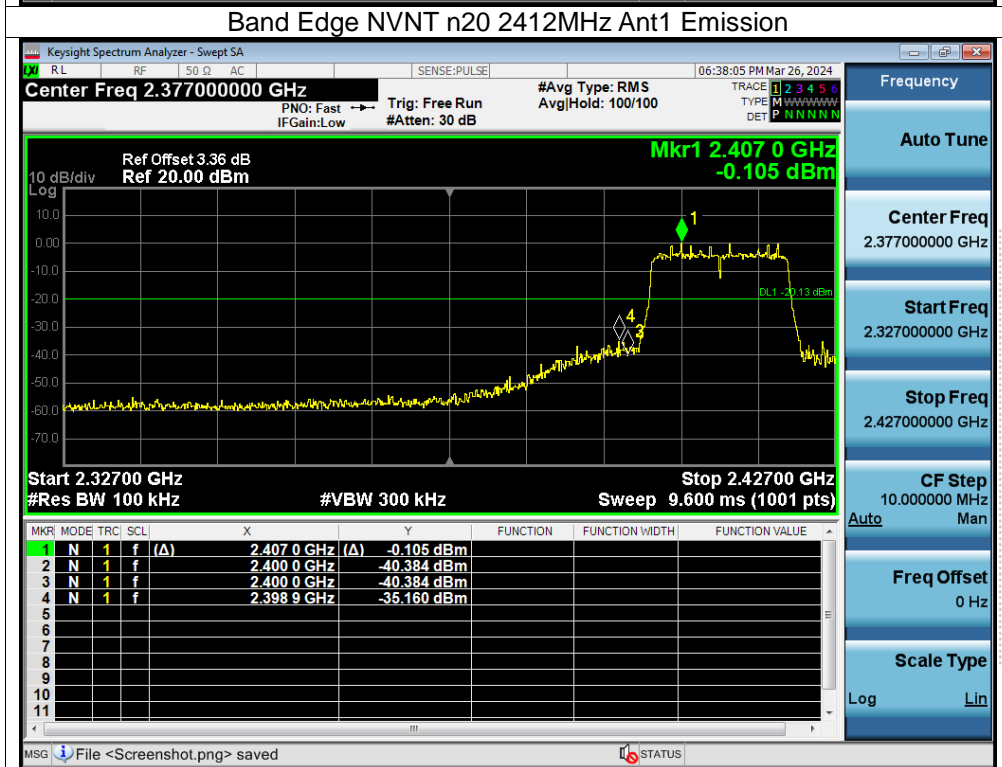 Band Edge NVNT n20 2412MHz Ant1 Emission
Keysight Spectrum Analyzer - Swept SA
LXI RL RF 50 Ω AC SENSE:PULSE 06:38:05 PM Mar 26, 2024
Center Freq 2.377000000 GHz #Avg Type: RMS TRACE 1 2 3 4 5 6
PNO: Fast Trig: Free Run Avg|Hold: 100/100 TYPE M WWWWW
IFGain:Low #Atten: 30 dB DET P N N N N N
Mkr1 2.407 0 GHz
-0.105 dBm
Ref Offset 3.36 dB
10 dB/div Ref 20.00 dBm
Log
10.0
0.00
-10.0
-20.0
-30.0
-40.0
-50.0
-60.0
-70.0
1
DL1 -20.13 dBm
4
3
Start 2.32700 GHz Stop 2.42700 GHz
#Res BW 100 kHz #VBW 300 kHz Sweep 9.600 ms (1001 pts)
MKR MODE TRC SCL X Y FUNCTION FUNCTION WIDTH FUNCTION VALUE
1 N 1 f (Δ) 2.407 0 GHz (Δ) -0.105 dBm
2 N 1 f 2.400 0 GHz -40.384 dBm
3 N 1 f 2.400 0 GHz -40.384 dBm
4 N 1 f 2.398 9 GHz -35.160 dBm
5
6
7
8
9
10
11
MSG File <Screenshot.png> saved STATUS
Frequency
Auto Tune
Center Freq
2.377000000 GHz
Start Freq
2.327000000 GHz
Stop Freq
2.427000000 GHz
CF Step
10.000000 MHz
Auto Man
Freq Offset
0 Hz
Scale Type
Log Lin